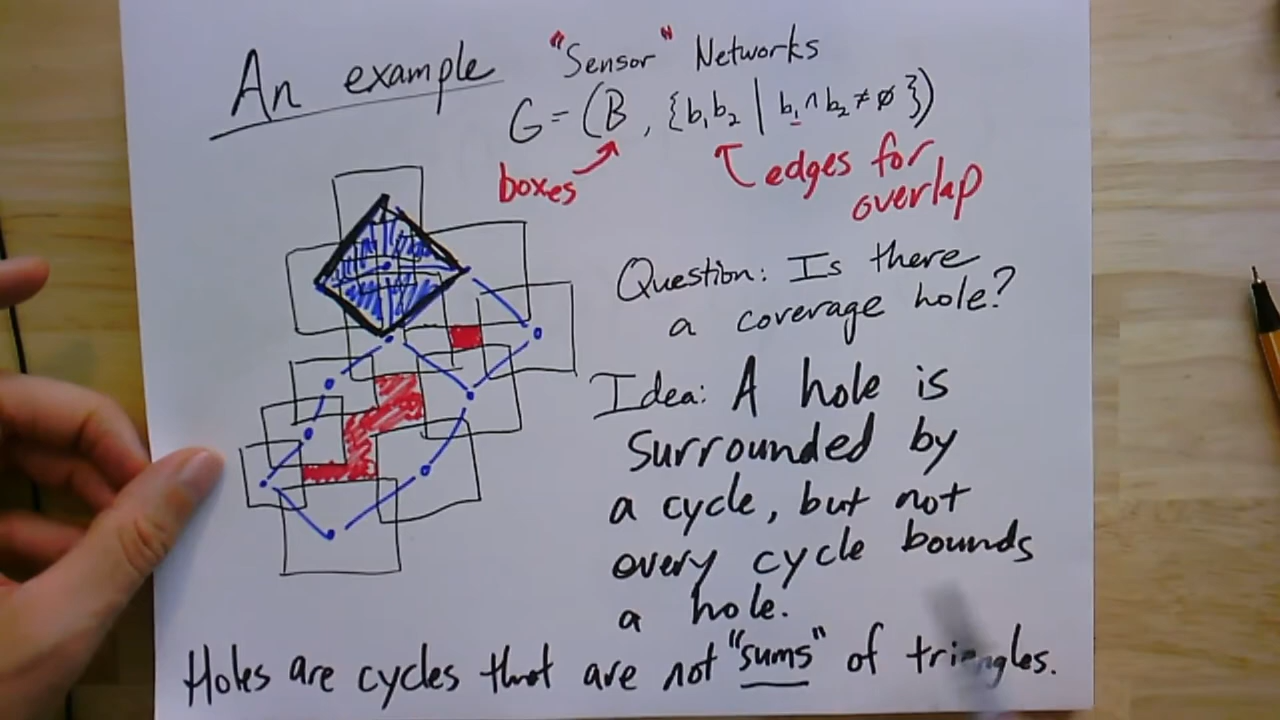 An example "Sensor" Networks
G = (B, {b₁b₂ | b₁∩b₂ ≠ ∅})
boxes
edges for
overlap
Question: Is there
a coverage hole?
Idea: A hole is
surrounded by
a cycle, but not
every cycle bounds
a hole.
Holes are cycles that are not "sums" of triangles.